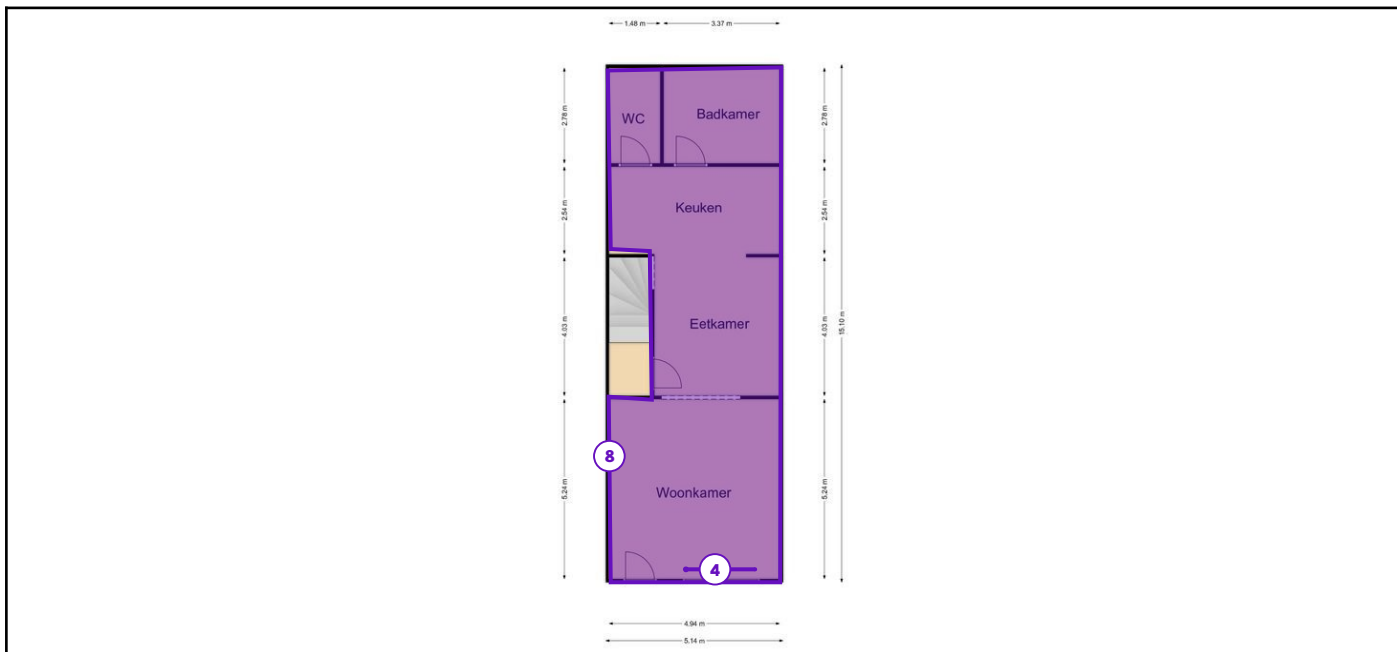 1.48 m 3.37 m
WC Badkamer
2.78 m 2.78 m
Keuken
2.54 m 2.54 m
Eetkamer
4.03 m 4.03 m 15.10 m
8
Woonkamer
5.24 m 5.24 m
4
4.94 m
5.14 m